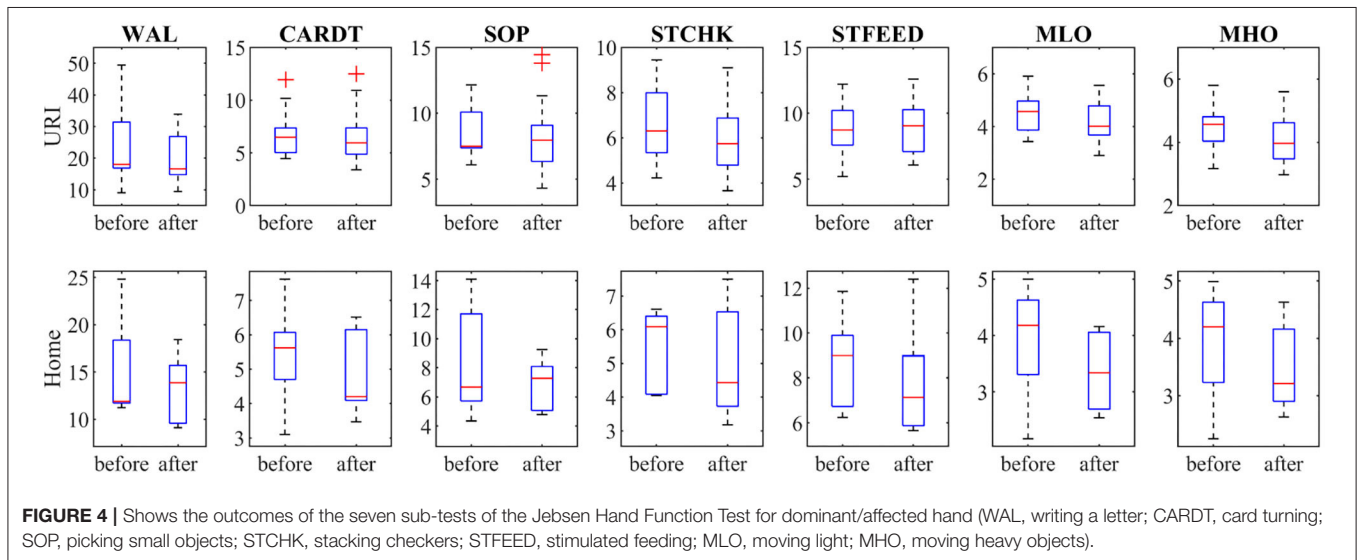 WAL CARDT SOP STCHK STFEED MLO MHO
URI
50 40 30 20 10
15 10 5 0
15 10 5
10 8 6 4
15 10 5
6 4 2
6 4 2
before after before after before after before after before after before after before after
Home
25 20 15 10
7 6 5 4 3
14 12 10 8 6 4
7 6 5 4 3
12 10 8 6
5 4 3
5 4 3
before after before after before after before after before after before after before after
FIGURE 4 | Shows the outcomes of the seven sub-tests of the Jebsen Hand Function Test for dominant/affected hand (WAL, writing a letter; CARDT, card turning;
SOP, picking small objects; STCHK, stacking checkers; STFEED, stimulated feeding; MLO, moving light; MHO, moving heavy objects).